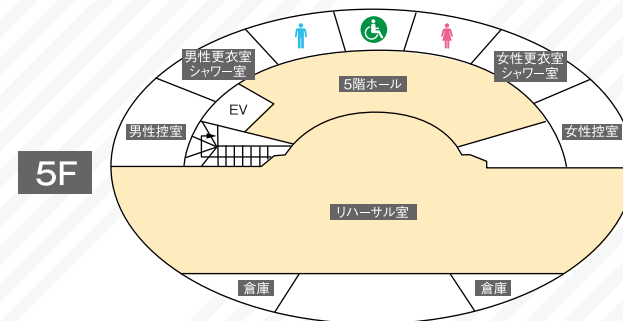 男性更衣室
シャワー室
女性更衣室
シャワー室
5階ホール
EV
男性控室
女性控室
5F
リハーサル室
倉庫
倉庫